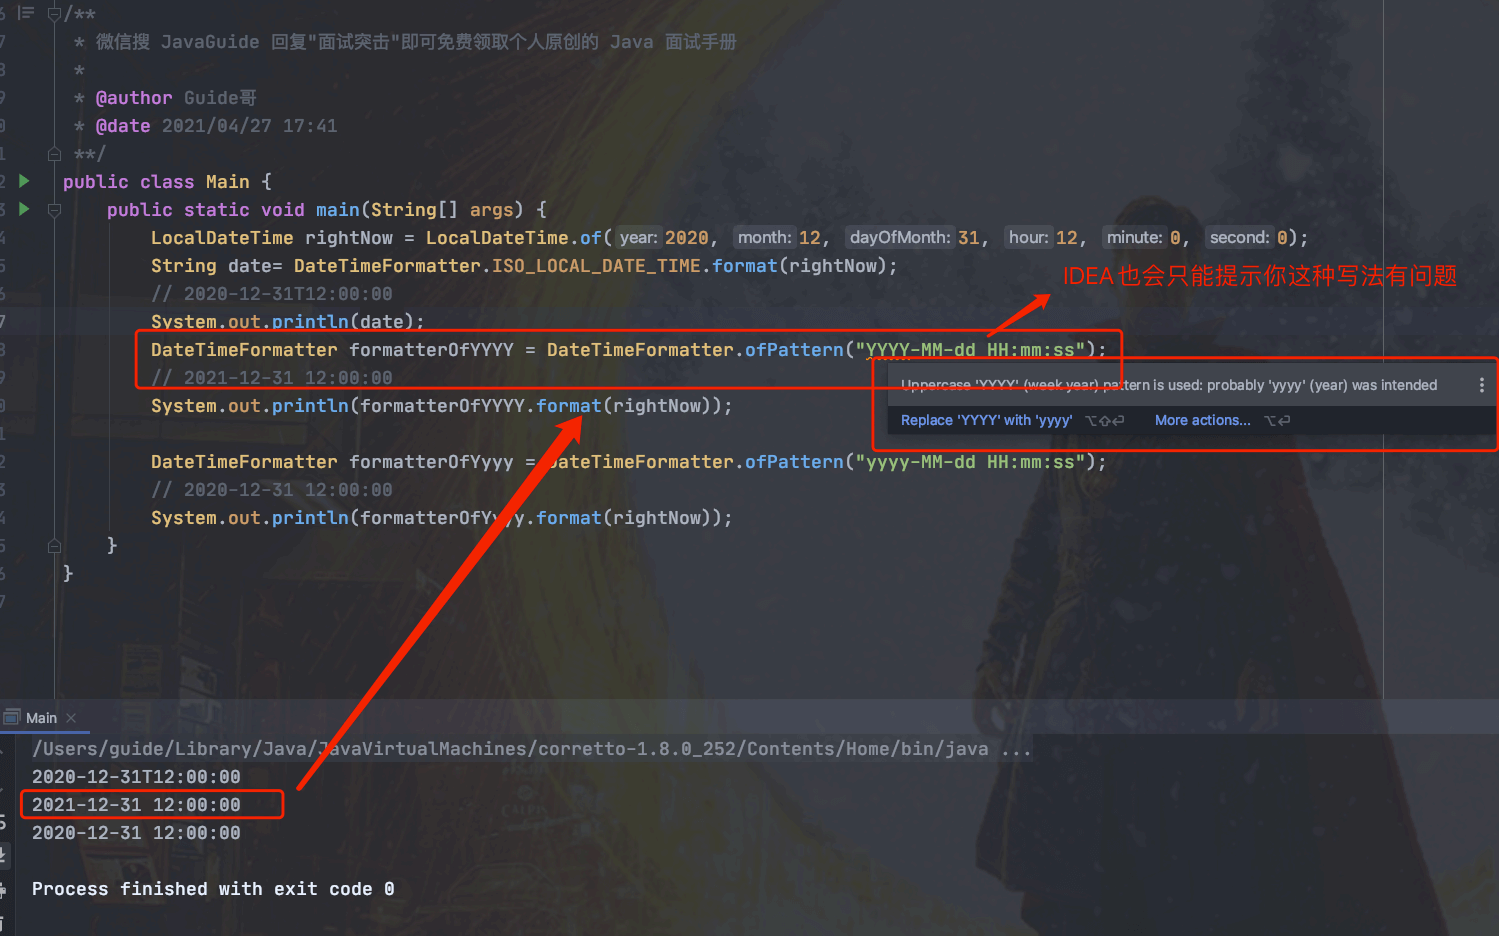 /**
* 微信搜 JavaGuide 回复"面试突击"即可免费领取个人原创的 Java 面试手册
*
* @author Guide哥
* @date 2021/04/27 17:41
**/
public class Main {
public static void main(String[] args) {
LocalDateTime rightNow = LocalDateTime.of( year: 2020, month: 12, dayOfMonth: 31, hour: 12, minute: 0, second: 0);
String date= DateTimeFormatter.ISO_LOCAL_DATE_TIME.format(rightNow);
IDEA也会只能提示你这种写法有问题
// 2020-12-31T12:00:00
System.out.println(date);
DateTimeFormatter formatterOfYYYY = DateTimeFormatter.ofPattern("YYYY-MM-dd HH:mm:ss");
// 2021-12-31 12:00:00
Uppercase 'YYYY' (week year) pattern is used: probably 'yyyy' (year) was intended
System.out.println(formatterOfYYYY.format(rightNow));
Replace 'YYYY' with 'yyyy' ⌥⇧⏎ More actions... ⌥⏎
DateTimeFormatter formatterOfYyyy = DateTimeFormatter.ofPattern("yyyy-MM-dd HH:mm:ss");
// 2020-12-31 12:00:00
System.out.println(formatterOfYyyy.format(rightNow));
}
}
Main ×
/Users/guide/Library/Java/JavaVirtualMachines/corretto-1.8.0_252/Contents/Home/bin/java ...
2020-12-31T12:00:00
2021-12-31 12:00:00
2020-12-31 12:00:00
Process finished with exit code 0